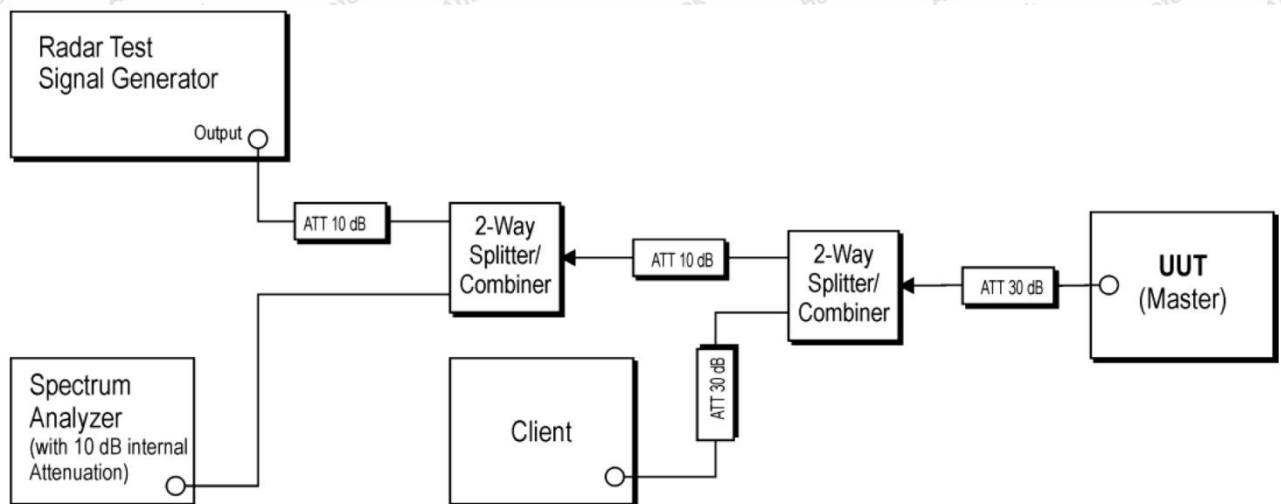 Radar Test
Signal Generator
Output
ATT 10 dB
2-Way
Splitter/
Combiner
ATT 10 dB
2-Way
Splitter/
Combiner
ATT 30 dB
UUT
(Master)
Spectrum
Analyzer
(with 10 dB internal
Attenuation)
Client
ATT 30 dB